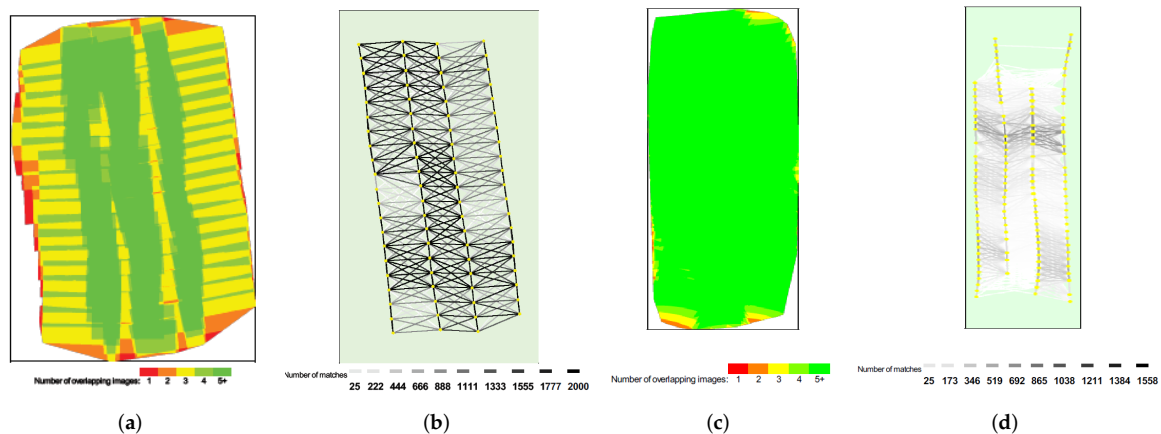 Number of overlapping images:
1 2 3 4 5+
Number of matches
25 222 444 666 888 1111 1333 1555 1777 2000
Number of overlapping images:
1 2 3 4 5+
Number of matches
25 173 346 519 692 865 1038 1211 1384 1558
(a) (b) (c) (d)